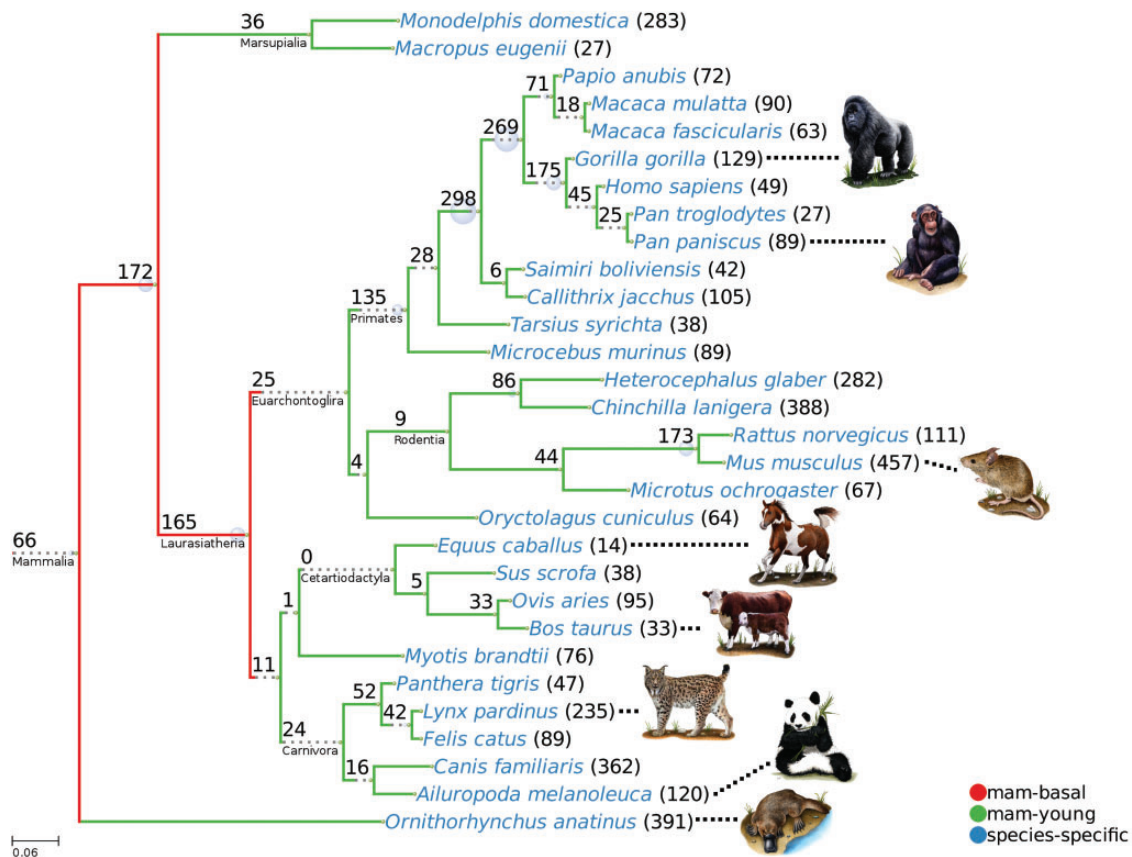 36
Marsupialia
Monodelphis domestica (283)
Macropus eugenii (27)
71
Papio anubis (72)
18
Macaca mulatta (90)
Macaca fascicularis (63)
269
Gorilla gorilla (129)
175
Homo sapiens (49)
45
Pan troglodytes (27)
25
Pan paniscus (89)
298
28
Saimiri boliviensis (42)
6
Callithrix jacchus (105)
172
135
Primates
Tarsius syrichta (38)
Microcebus murinus (89)
25
Euarchontoglira
86
Heterocephalus glaber (282)
Chinchilla lanigera (388)
9
Rodentia
173
Rattus norvegicus (111)
Mus musculus (457)
44
Microtus ochrogaster (67)
4
Oryctolagus cuniculus (64)
165
Laurasiatheria
66
Mammalia
0
Cetartiodactyla
Equus caballus (14)
5
Sus scrofa (38)
33
Ovis aries (95)
Bos taurus (33)
1
Myotis brandtii (76)
11
52
Panthera tigris (47)
42
Lynx pardinus (235)
Felis catus (89)
24
Carnivora
16
Canis familiaris (362)
Ailuropoda melanoleuca (120)
Ornithorhynchus anatinus (391)
0.06
mam-basal
mam-young
species-specific